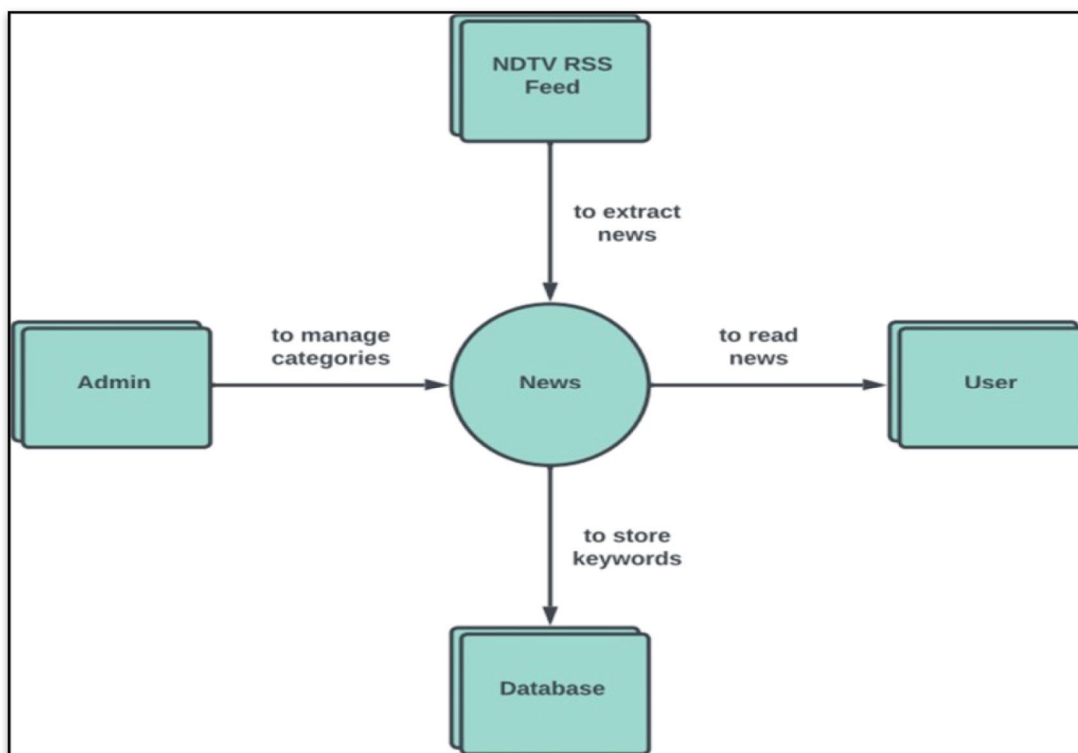 NDTV RSS
Feed
to extract
news
to manage
categories
to read
news
Admin
News
User
to store
keywords
Database